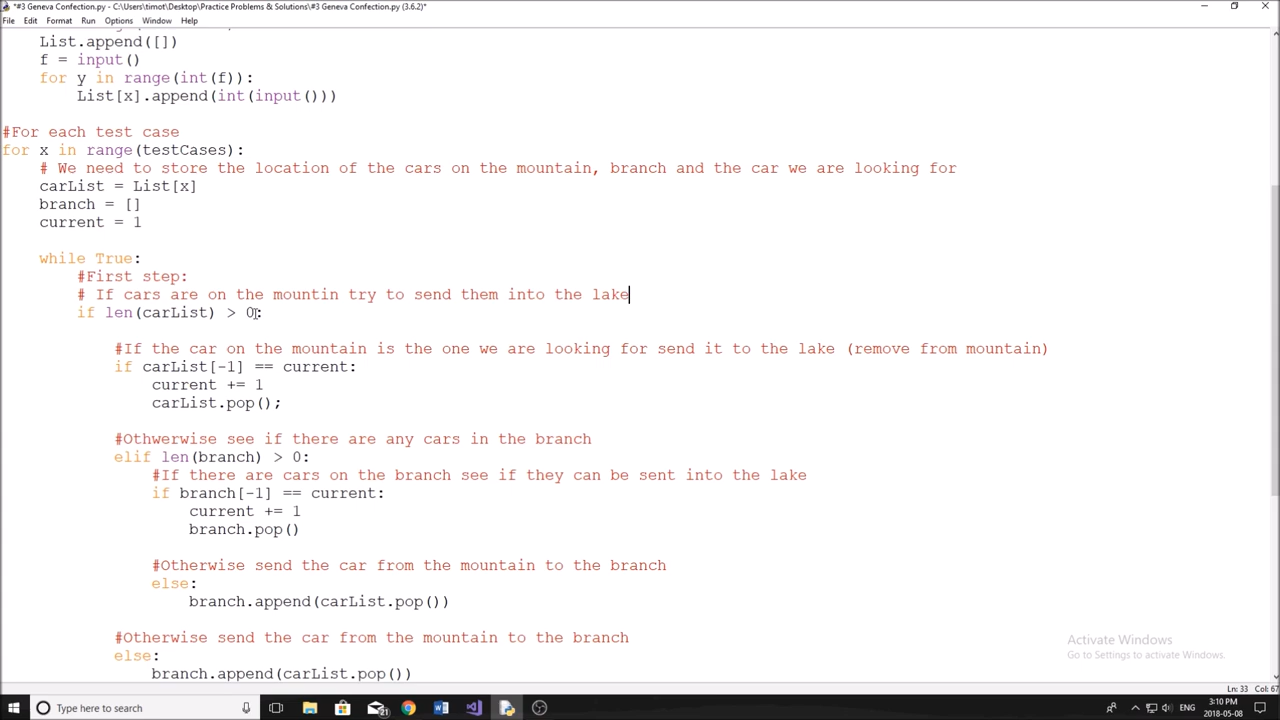 *#3 Geneva Confection.py - C:\Users\timot\Desktop\Practice Problems & Solutions\#3 Geneva Confection.py (3.6.2)*
File Edit Format Run Options Window Help
List.append([])
f = input()
for y in range(int(f)):
List[x].append(int(input()))
#For each test case
for x in range(testCases):
# We need to store the location of the cars on the mountain, branch and the car we are looking for
carList = List[x]
branch = []
current = 1
while True:
#First step:
# If cars are on the mountin try to send them into the lake
if len(carList) > 0:
#If the car on the mountain is the one we are looking for send it to the lake (remove from mountain)
if carList[-1] == current:
current += 1
carList.pop();
#Othwerwise see if there are any cars in the branch
elif len(branch) > 0:
#If there are cars on the branch see if they can be sent into the lake
if branch[-1] == current:
current += 1
branch.pop()
#Otherwise send the car from the mountain to the branch
else:
branch.append(carList.pop())
#Otherwise send the car from the mountain to the branch
else:
branch.append(carList.pop())
Activate Windows
Go to Settings to activate Windows.
Ln: 33 Col: 67
Type here to search
21
ENG
3:10 PM
2018-05-08